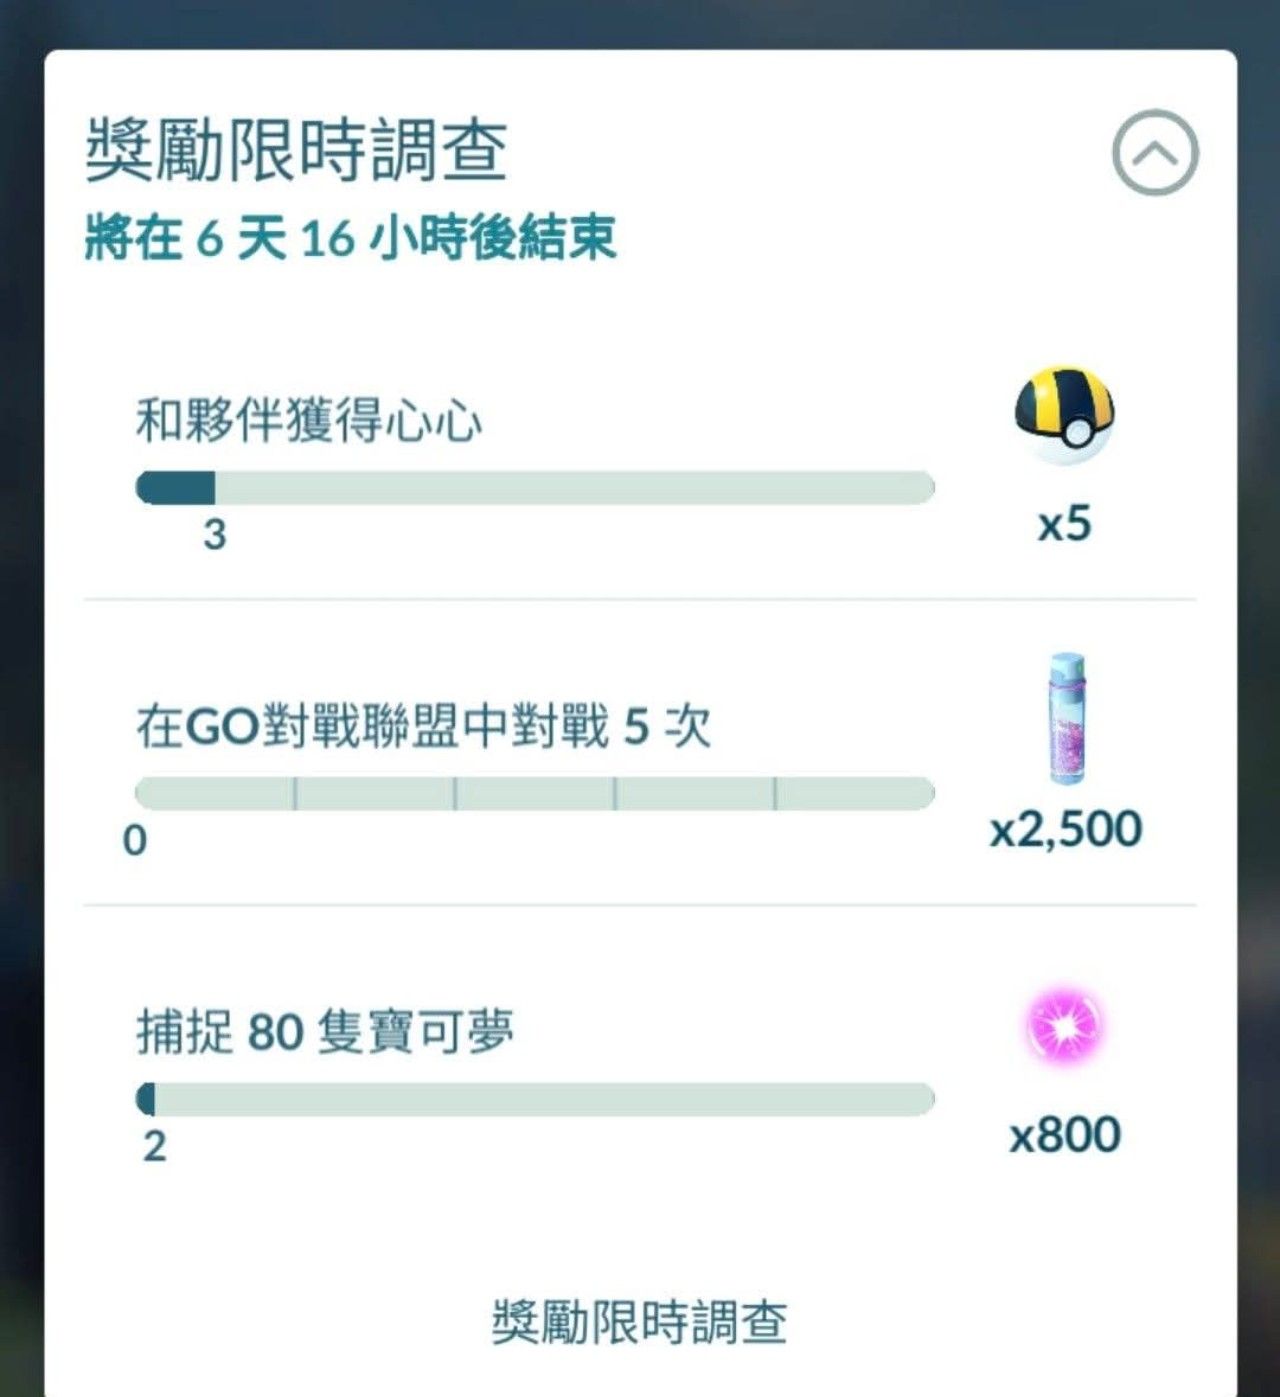 獎勵限時調查
將在 6 天 16 小時後結束
和夥伴獲得心心
3
x5
在GO對戰聯盟中對戰 5 次
0
x2,500
捕捉 80 隻寶可夢
2
x800
獎勵限時調查